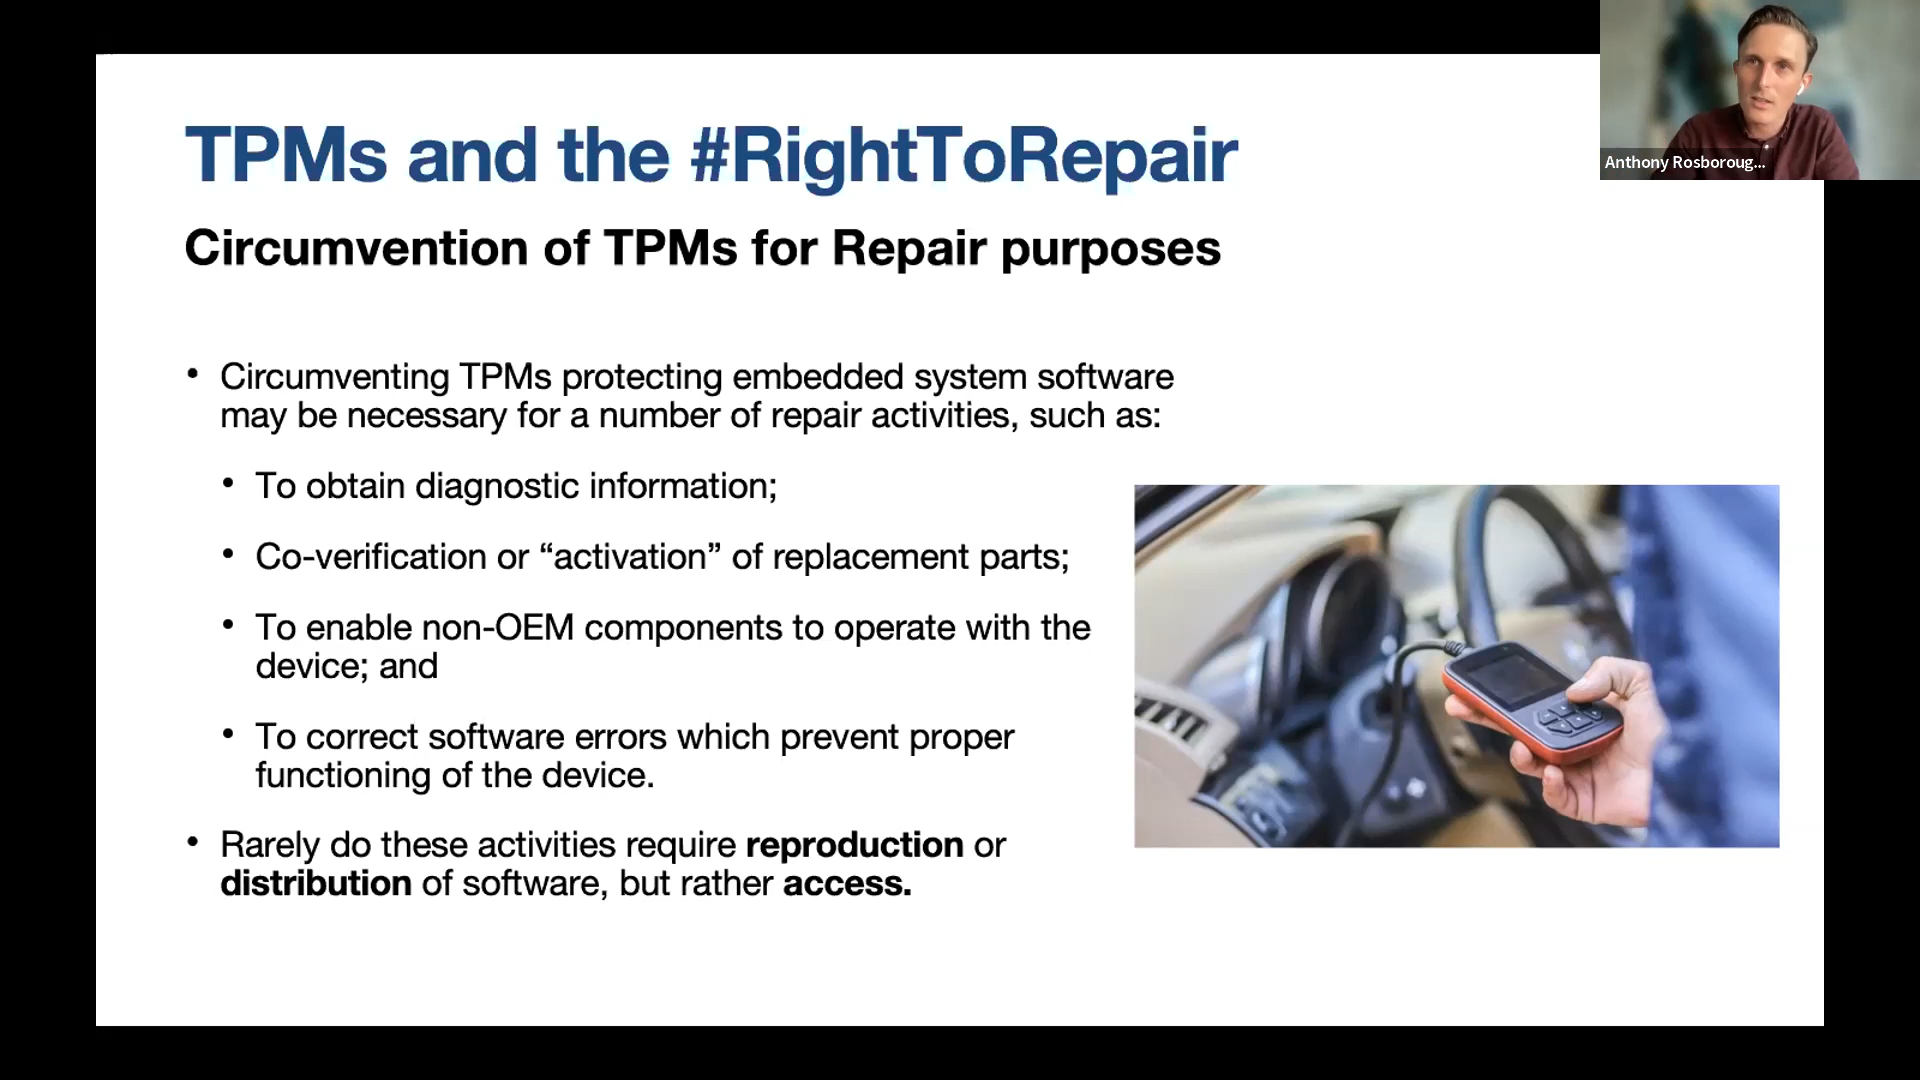 TPMs and the #RightToRepair
Anthony Rosboroug...
Circumvention of TPMs for Repair purposes
• Circumventing TPMs protecting embedded system software
may be necessary for a number of repair activities, such as:
• To obtain diagnostic information;
• Co-verification or “activation” of replacement parts;
• To enable non-OEM components to operate with the
device; and
• To correct software errors which prevent proper
functioning of the device.
• Rarely do these activities require reproduction or
distribution of software, but rather access.